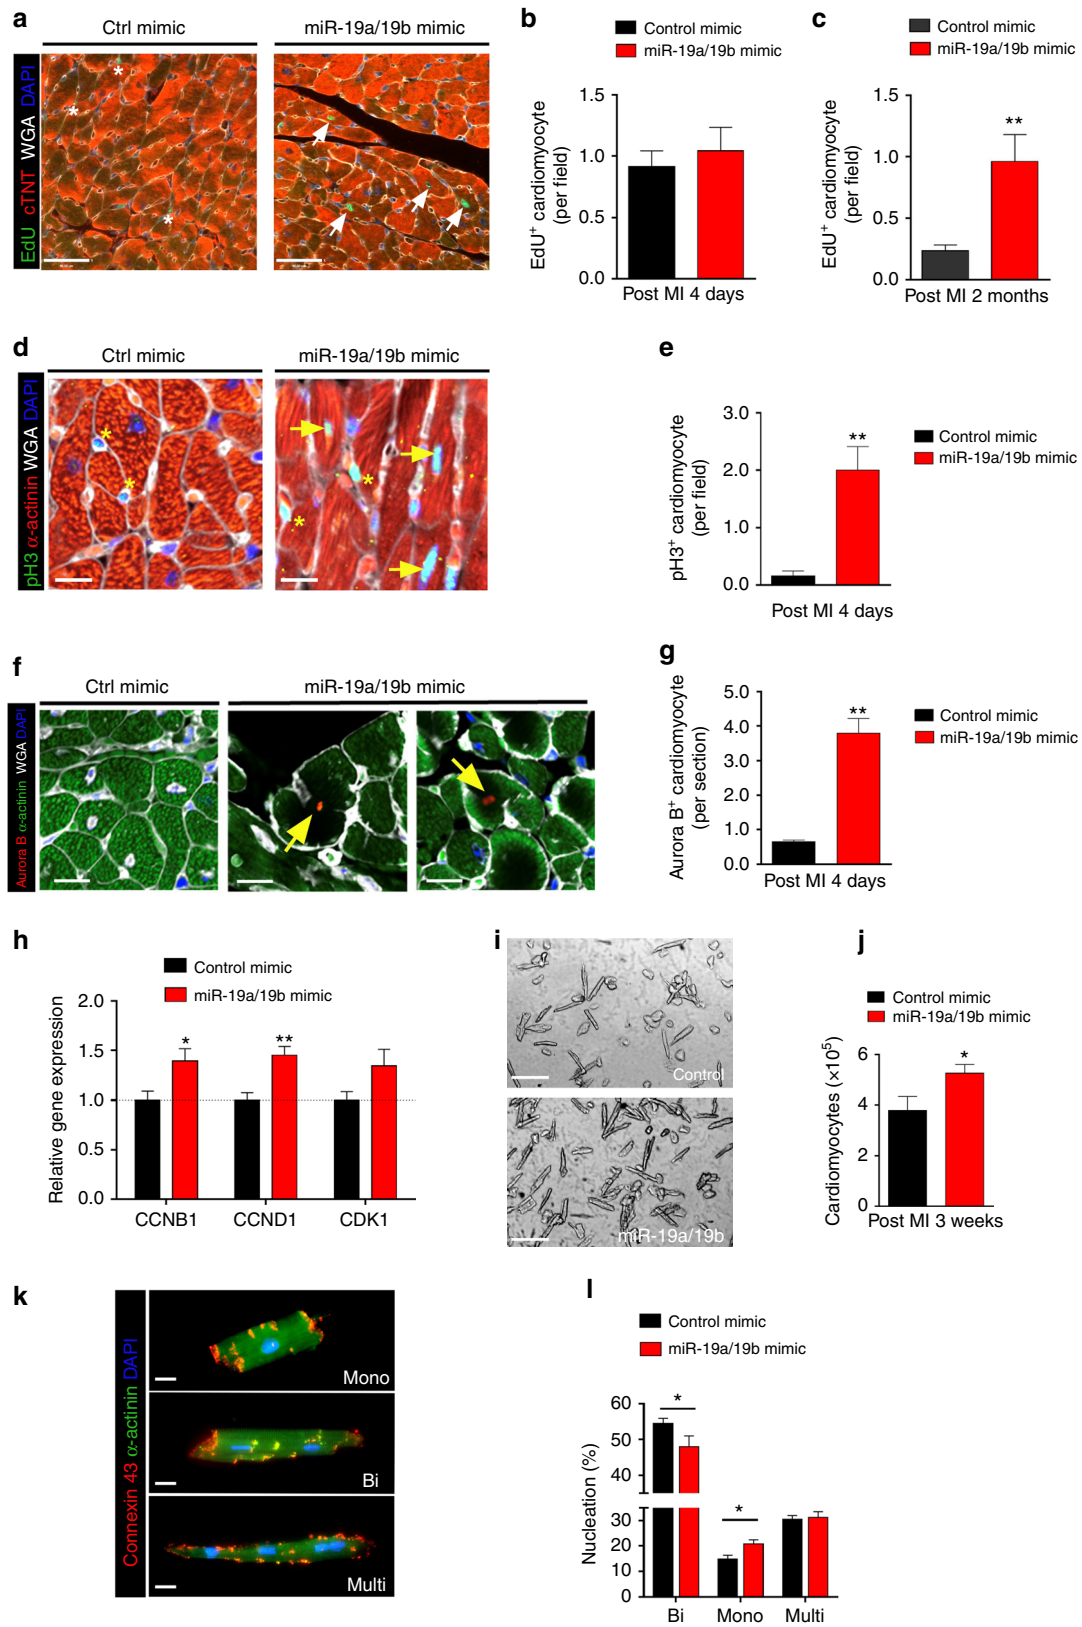 a
Ctrl mimic
miR-19a/19b mimic
EdU cTNT WGA DAPI
b
Control mimic
miR-19a/19b mimic
EdU+ cardiomyocyte
(per field)
1.5
1.0
0.5
0.0
Post MI 4 days
c
Control mimic
miR-19a/19b mimic
EdU+ cardiomyocyte
(per field)
1.5
1.0
0.5
0.0
**
Post MI 2 months
d
Ctrl mimic
miR-19a/19b mimic
pH3 α-actinin WGA DAPI
e
pH3+ cardiomyocyte
(per field)
3.0
2.0
1.0
0.0
**
Post MI 4 days
Control mimic
miR-19a/19b mimic
f
Ctrl mimic
miR-19a/19b mimic
Aurora B α-actinin WGA DAPI
g
Aurora B+ cardiomyocyte
(per section)
5.0
4.0
3.0
2.0
1.0
0.0
**
Post MI 4 days
Control mimic
miR-19a/19b mimic
h
Control mimic
miR-19a/19b mimic
Relative gene expression
2.0
1.5
1.0
0.5
0.0
*
**
CCNB1
CCND1
CDK1
i
Control
miR-19a/19b
j
Control mimic
miR-19a/19b mimic
Cardiomyocytes (×10⁵)
6
4
2
0
*
Post MI 3 weeks
k
Connexin 43 α-actinin DAPI
Mono
Bi
Multi
l
Control mimic
miR-19a/19b mimic
Nucleation (%)
60
50
40
30
20
10
0
*
*
Bi
Mono
Multi